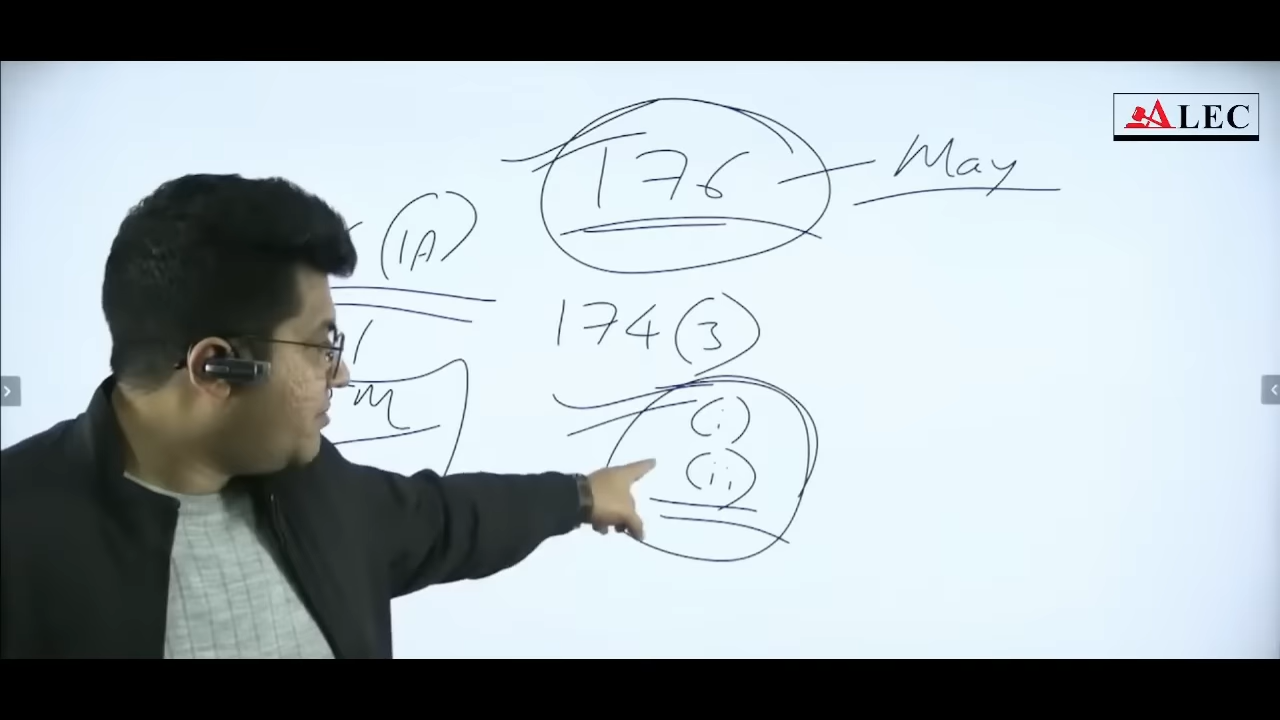 ALEC
176 — May
(1A)
174 (3)
M
(i)
(ii)